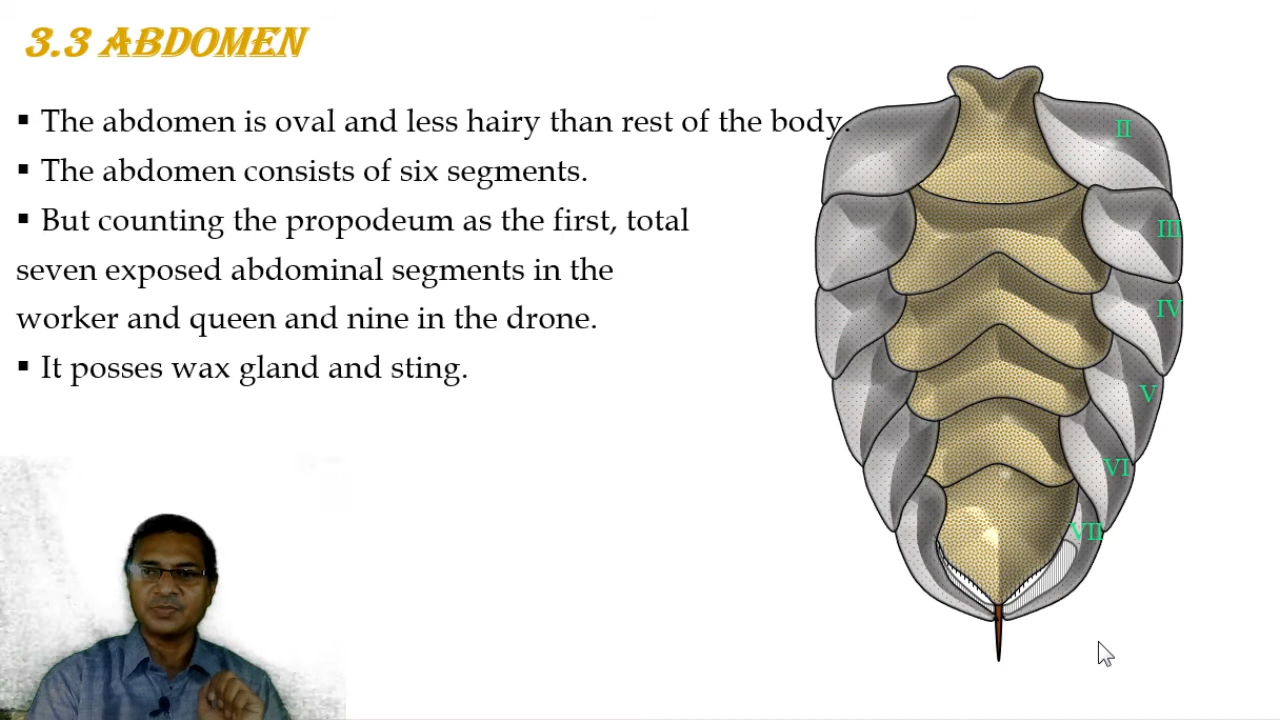 3.3 ABDOMEN
▪ The abdomen is oval and less hairy than rest of the body.
▪ The abdomen consists of six segments.
▪ But counting the propodeum as the first, total
seven exposed abdominal segments in the
worker and queen and nine in the drone.
▪ It posses wax gland and sting.
II
III
IV
V
VI
VII